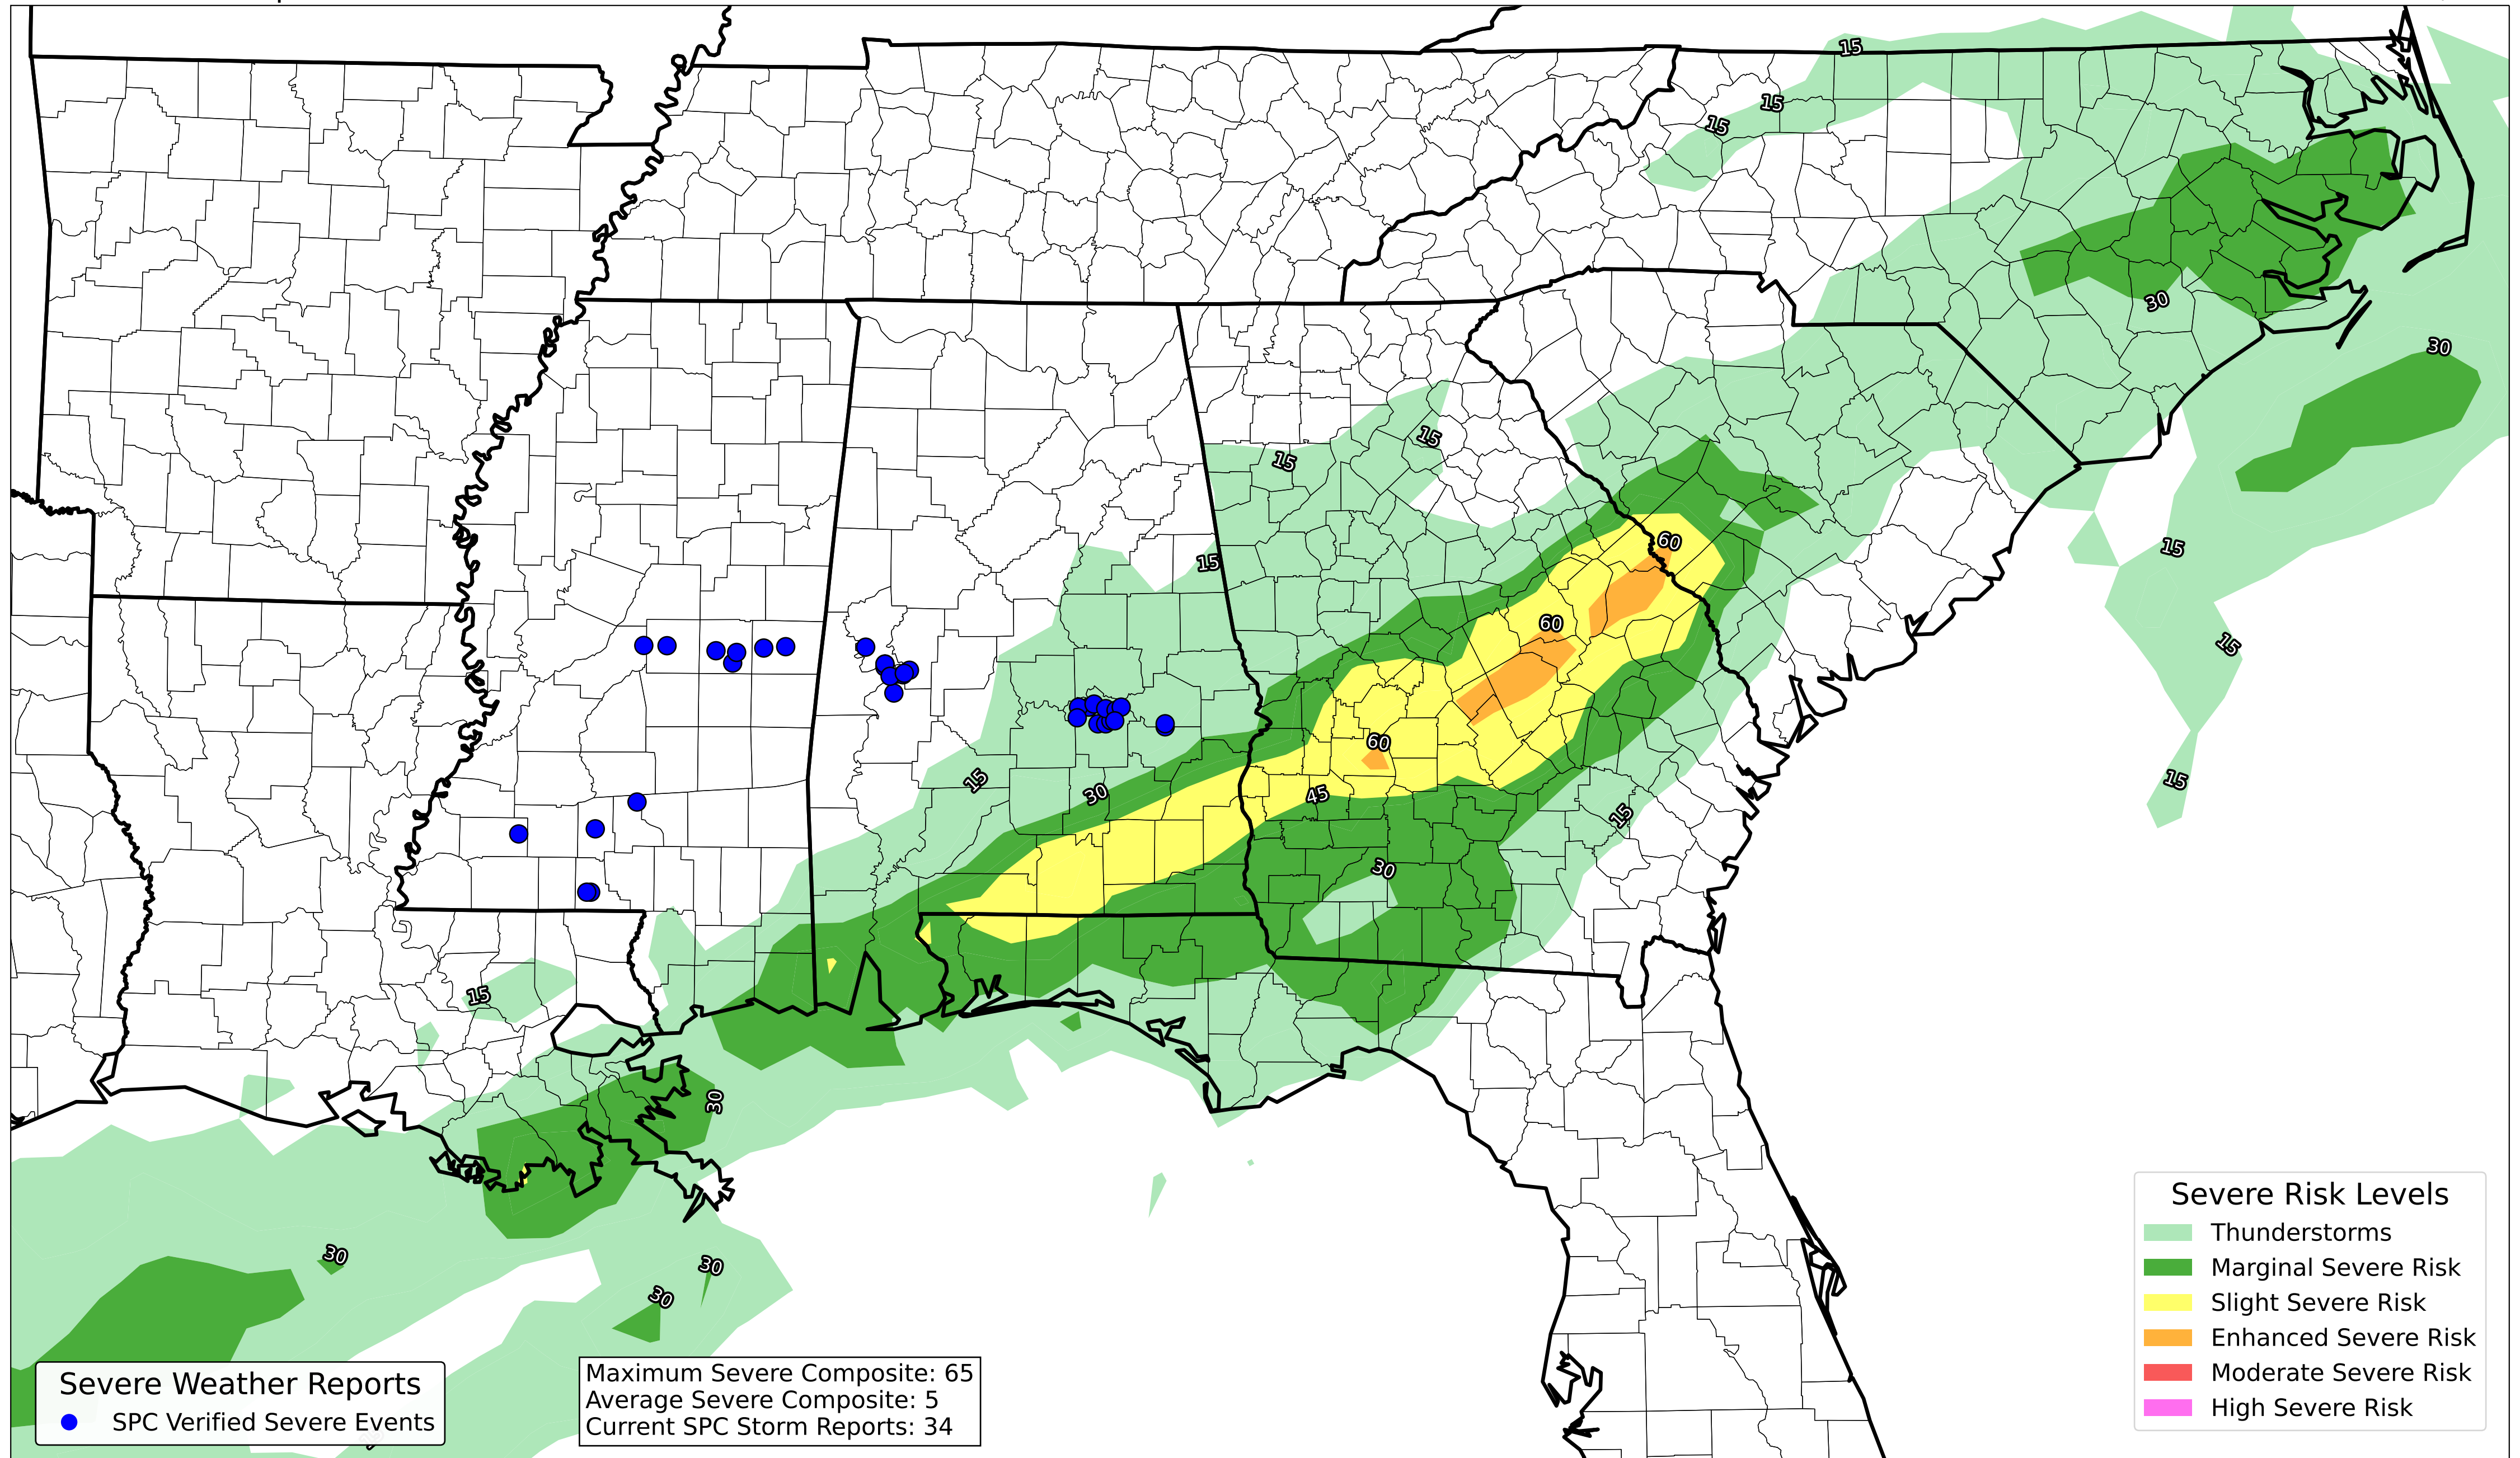 15
15
15
30
30
15
15
15
60
15
15
60
15
60
15
30
45
15
15
30
15
30
30
30
30
Severe Risk Levels
Thunderstorms
Marginal Severe Risk
Slight Severe Risk
Enhanced Severe Risk
Moderate Severe Risk
High Severe Risk
Severe Weather Reports
SPC Verified Severe Events
Maximum Severe Composite: 65
Average Severe Composite: 5
Current SPC Storm Reports: 34